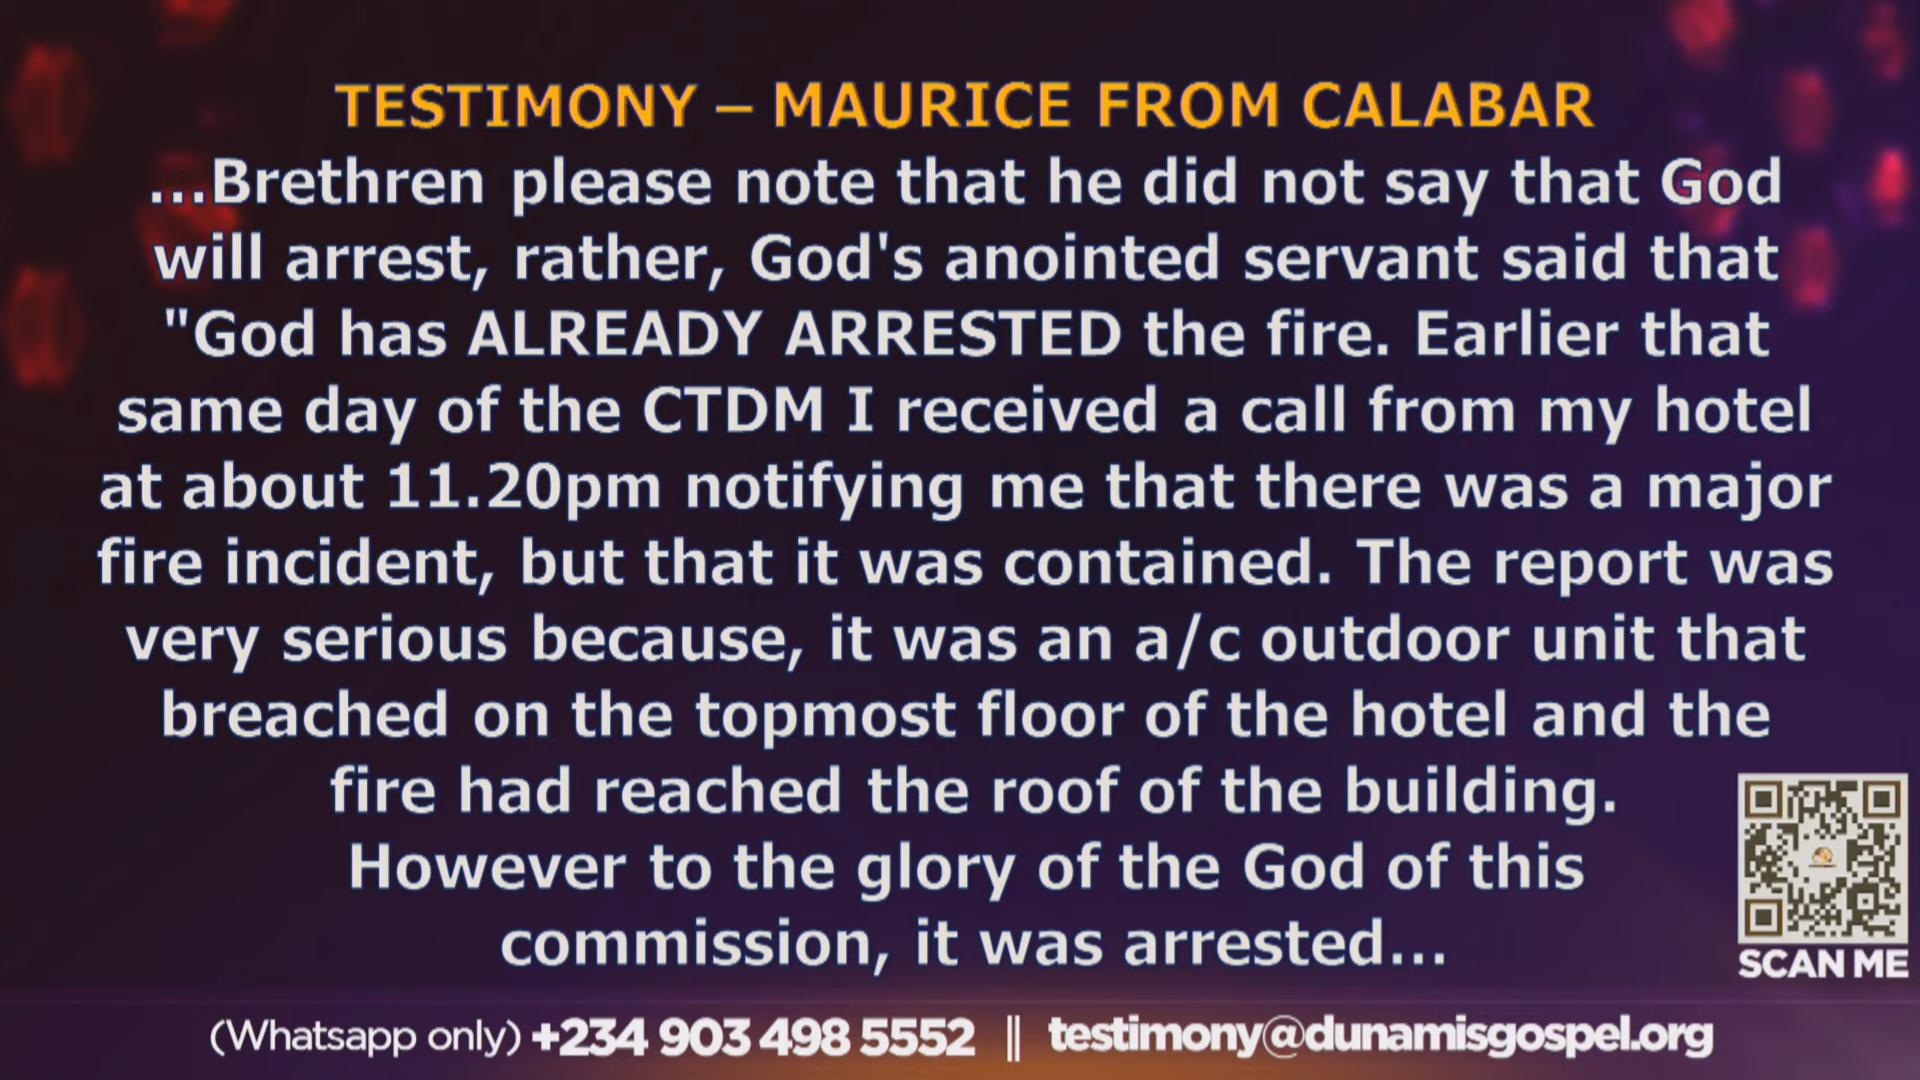 TESTIMONY – MAURICE FROM CALABAR
...Brethren please note that he did not say that God
will arrest, rather, God's anointed servant said that
"God has ALREADY ARRESTED the fire. Earlier that
same day of the CTDM I received a call from my hotel
at about 11.20pm notifying me that there was a major
fire incident, but that it was contained. The report was
very serious because, it was an a/c outdoor unit that
breached on the topmost floor of the hotel and the
fire had reached the roof of the building.
However to the glory of the God of this
commission, it was arrested...
SCAN ME
(Whatsapp only) +234 903 498 5552 || testimony@dunamisgospel.org